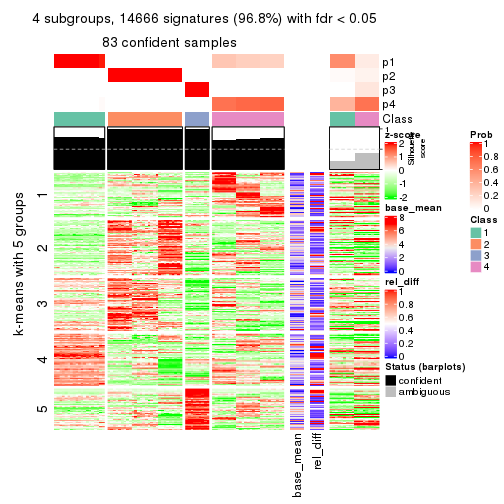 4 subgroups, 14666 signatures (96.8%) with fdr < 0.05
83 confident samples
p1
p2
p3
p4
Class
1
Silhouette
score
k-means with 5 groups
1
2
3
4
5
base_mean
rel_diff
z-score
2
1
0
-2
base_mean
8
6
4
2
0
rel_diff
1
0.8
0.6
0.4
0.2
0
Status (barplots)
confident
ambiguous
Prob
1
0.8
0.6
0.4
0.2
0
Class
1
2
3
4